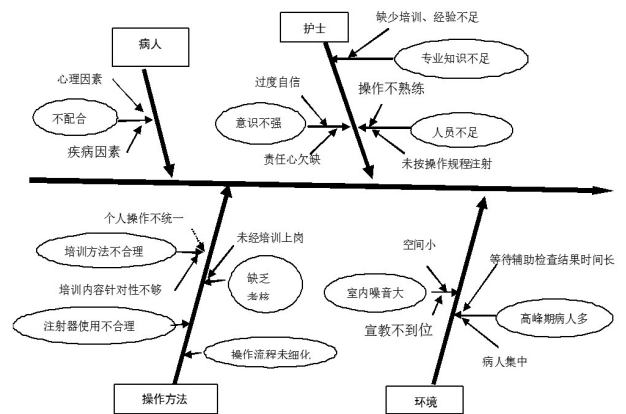 病人
护士
缺少培训、经验不足
专业知识不足
心理因素
不配合
疾病因素
过度自信
意识不强
责任心欠缺
操作不熟练
人员不足
未按操作规程注射
个人操作不统一
培训方法不合理
培训内容针对性不够
未经培训上岗
缺乏
考核
注射器使用不合理
操作流程未细化
空间小
室内噪音大
宣教不到位
等待辅助检查结果时间长
高峰期病人多
病人集中
操作方法
环境